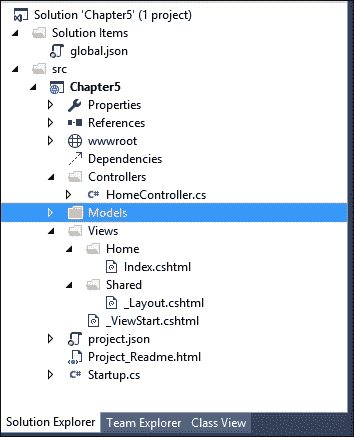 Solution 'Chapter5' (1 project)
Solution Items
global.json
src
Chapter5
Properties
References
wwwroot
Dependencies
Controllers
C# HomeController.cs
Models
Views
Home
Index.cshtml
Shared
_Layout.cshtml
_ViewStart.cshtml
project.json
Project_Readme.html
C# Startup.cs
Solution Explorer Team Explorer Class View